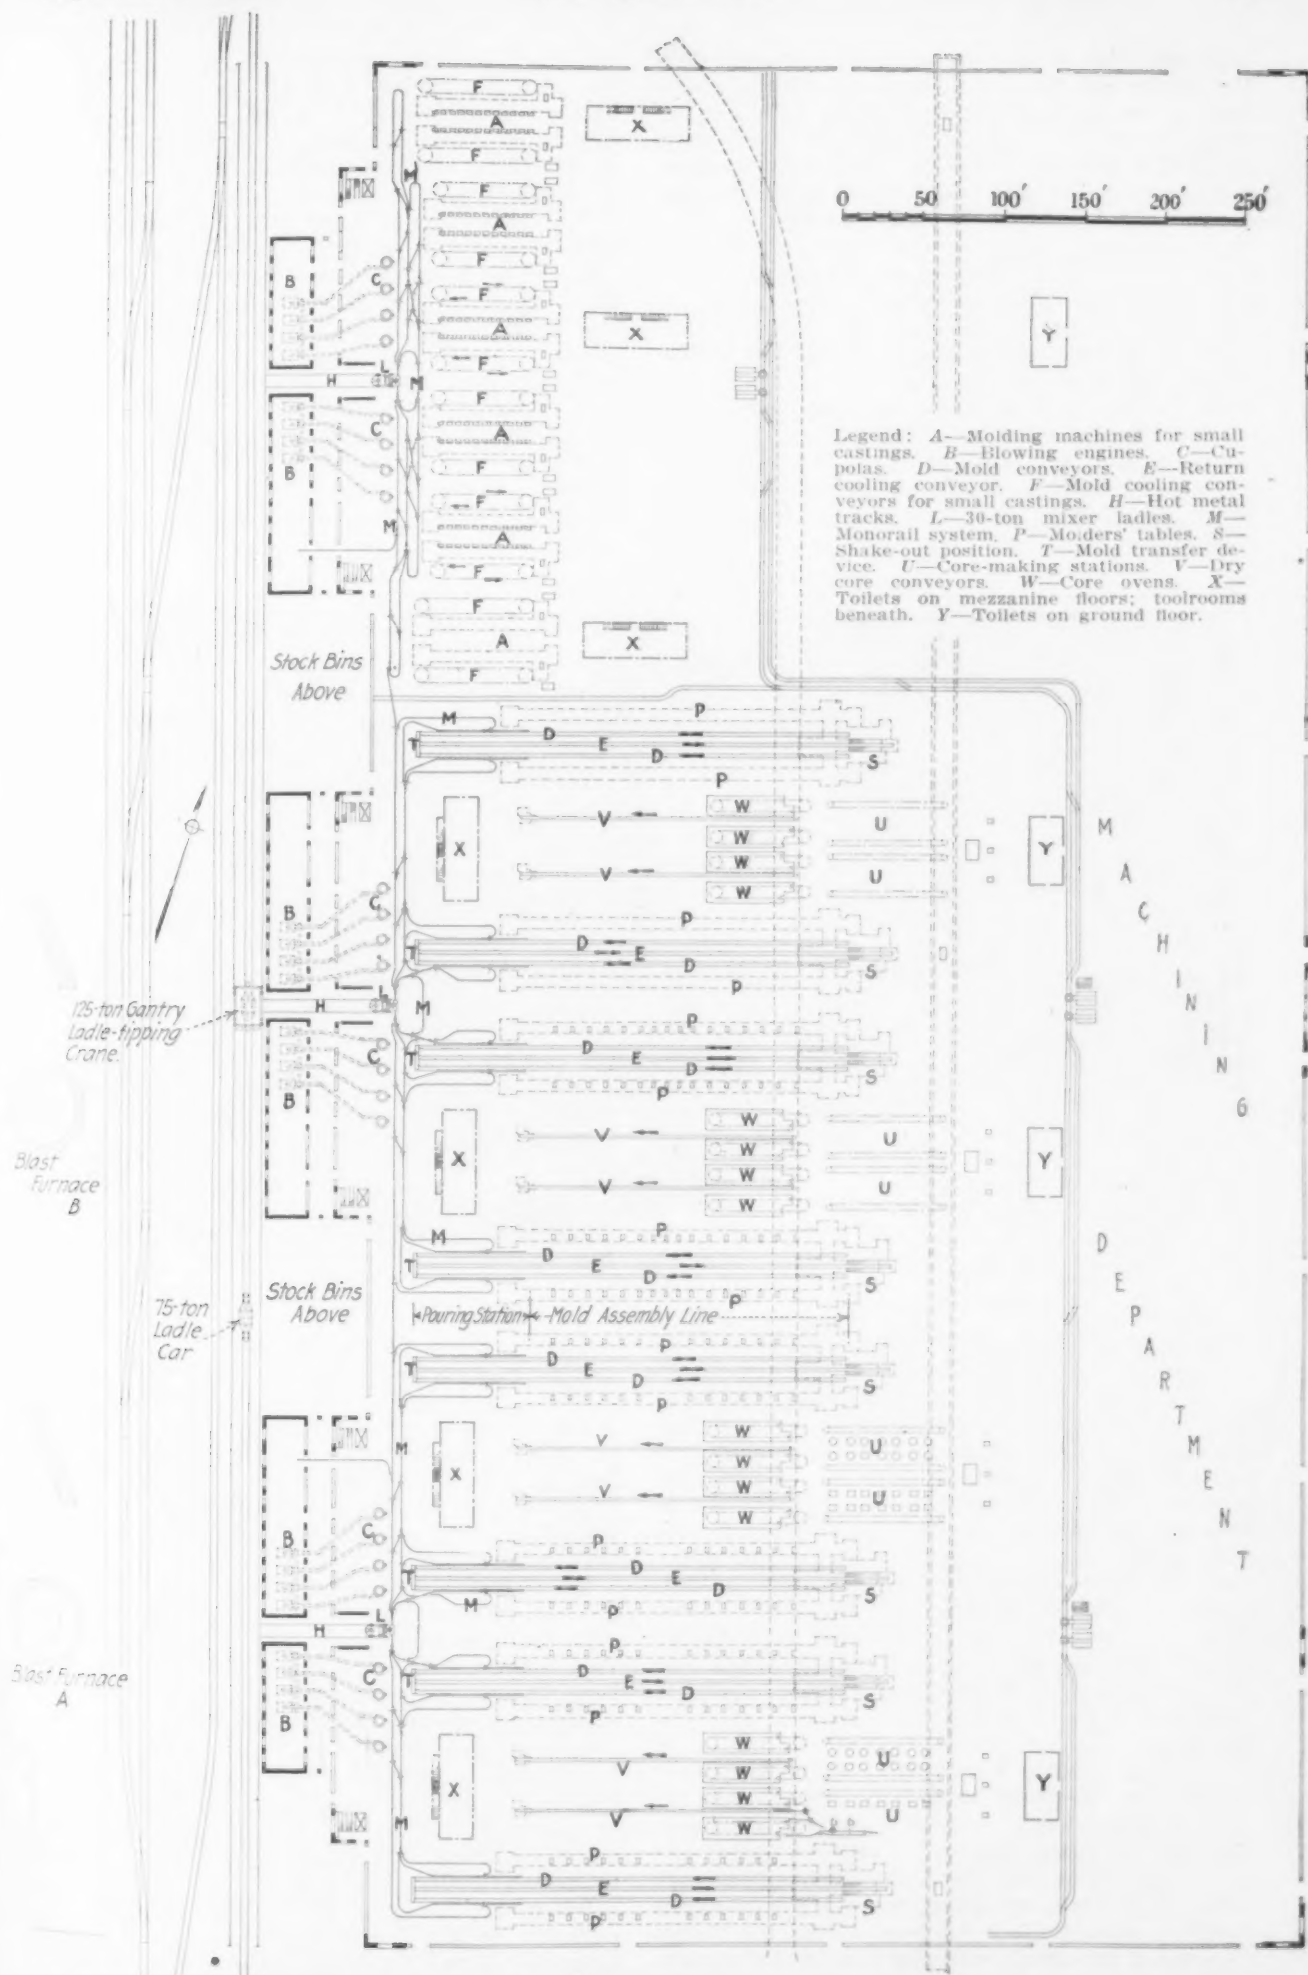 F
A
X
F
M
F
0 50 100' 150' 200' 250'
A
F
C
B
F
X
A
Y
L
F
H
M
F
C
A
B
F
Legend: A—Molding machines for small
castings. B—Blowing engines. C—Cu-
polas. D—Mold conveyors. E—Return
cooling conveyor. F—Mold cooling con-
veyors for small castings. H—Hot metal
tracks. L—30-ton mixer ladles. M—
Monorail system. P—Molders' tables. S—
Shake-out position. T—Mold transfer de-
vice. U—Core-making stations. V—Dry
core conveyors. W—Core ovens. X—
Toilets on mezzanine floors; toolrooms
beneath. Y—Toilets on ground floor.
F
M
A
F
F
A
X
F
Stock Bins
Above
M
P
D
T
E
D
S
P
W
V
U
W
X
W
Y
V
U
W
B
C
P
D
T
E
S
D
P
L
H
M
125-ton Gantry
Ladle-tipping
Crane.
P
D
T
E
D
S
C
B
P
W
V
U
W
X
W
Y
V
U
W
Blast
Furnace
B
P
M
D
T
E
D
S
P
Stock Bins
Above
75-ton
Ladle
Car
Pouring Station
Mold Assembly Line
P
D
T
E
D
S
P
M
W
V
U
W
X
W
V
U
W
B
C
P
D
T
E
D
S
M
P
L
H
P
D
T
E
D
S
C
P
B
Blast Furnace
A
W
U
V
W
X
W
Y
V
U
W
M
P
D
E
D
S
P
MACHINING
DEPARTMENT